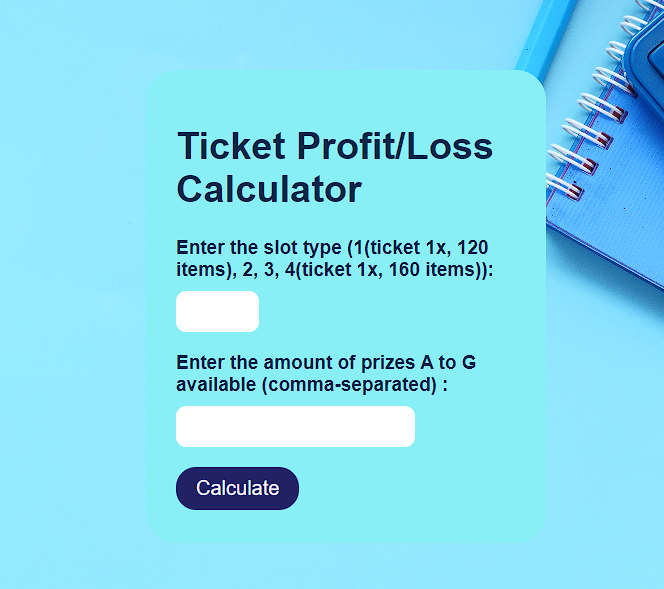 Ticket Profit/Loss
Calculator
Enter the slot type (1(ticket 1x, 120
items), 2, 3, 4(ticket 1x, 160 items)):
Enter the amount of prizes A to G
available (comma-separated) :
Calculate